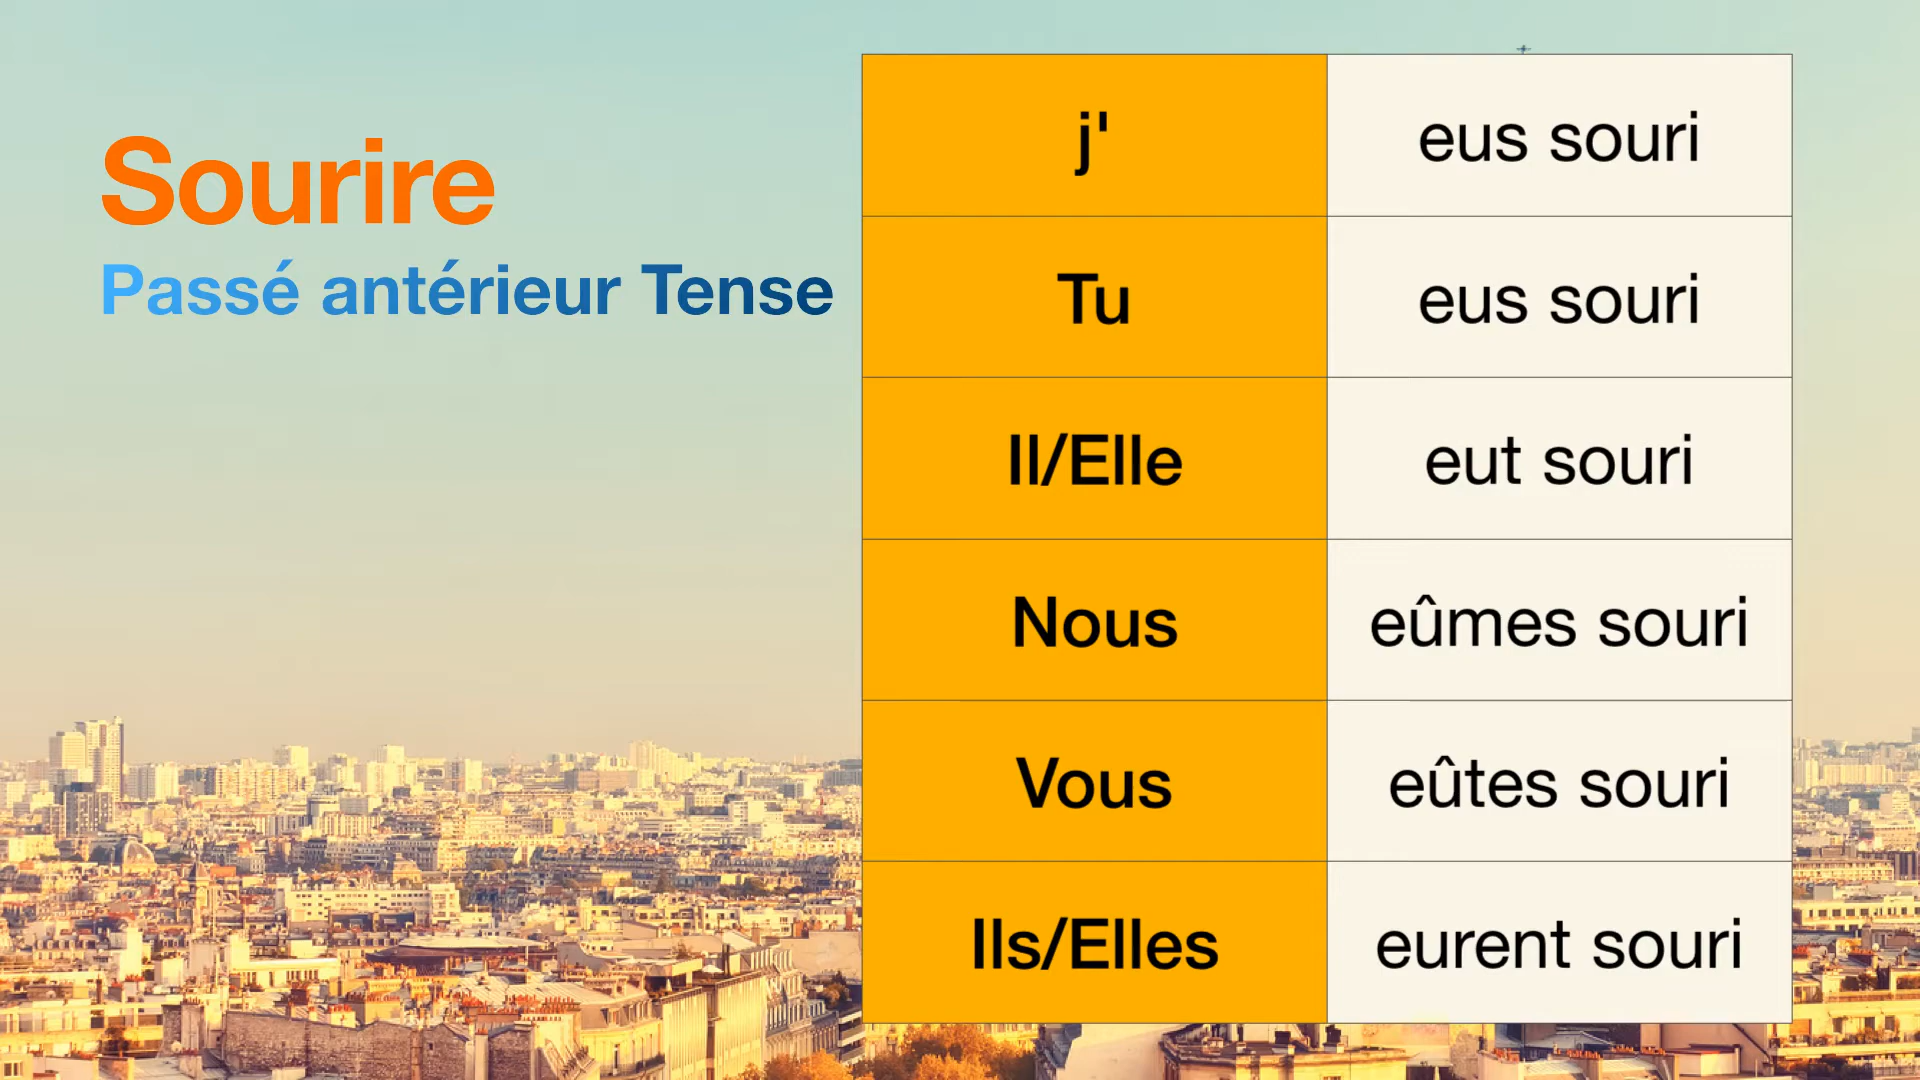 Sourire
Passé antérieur Tense
j' eus souri
Tu eus souri
Il/Elle eut souri
Nous eûmes souri
Vous eûtes souri
Ils/Elles eurent souri